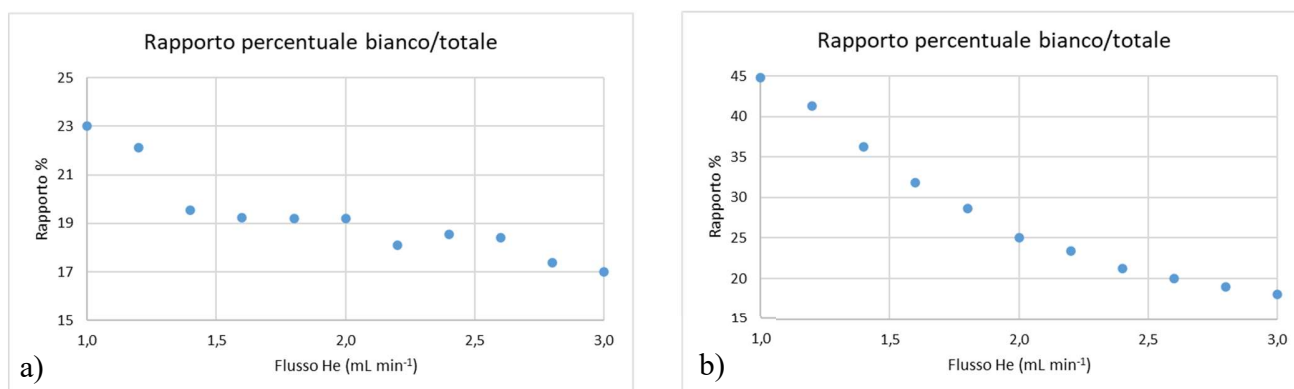 Rapporto percentuale bianco/totale
25
23
21
19
17
15
Rapporto %
1,0 1,5 2,0 2,5 3,0
Flusso He (mL min⁻¹)
a)
Rapporto percentuale bianco/totale
45
40
35
30
25
20
15
Rapporto %
1,0 1,5 2,0 2,5 3,0
Flusso He (mL min⁻¹)
b)